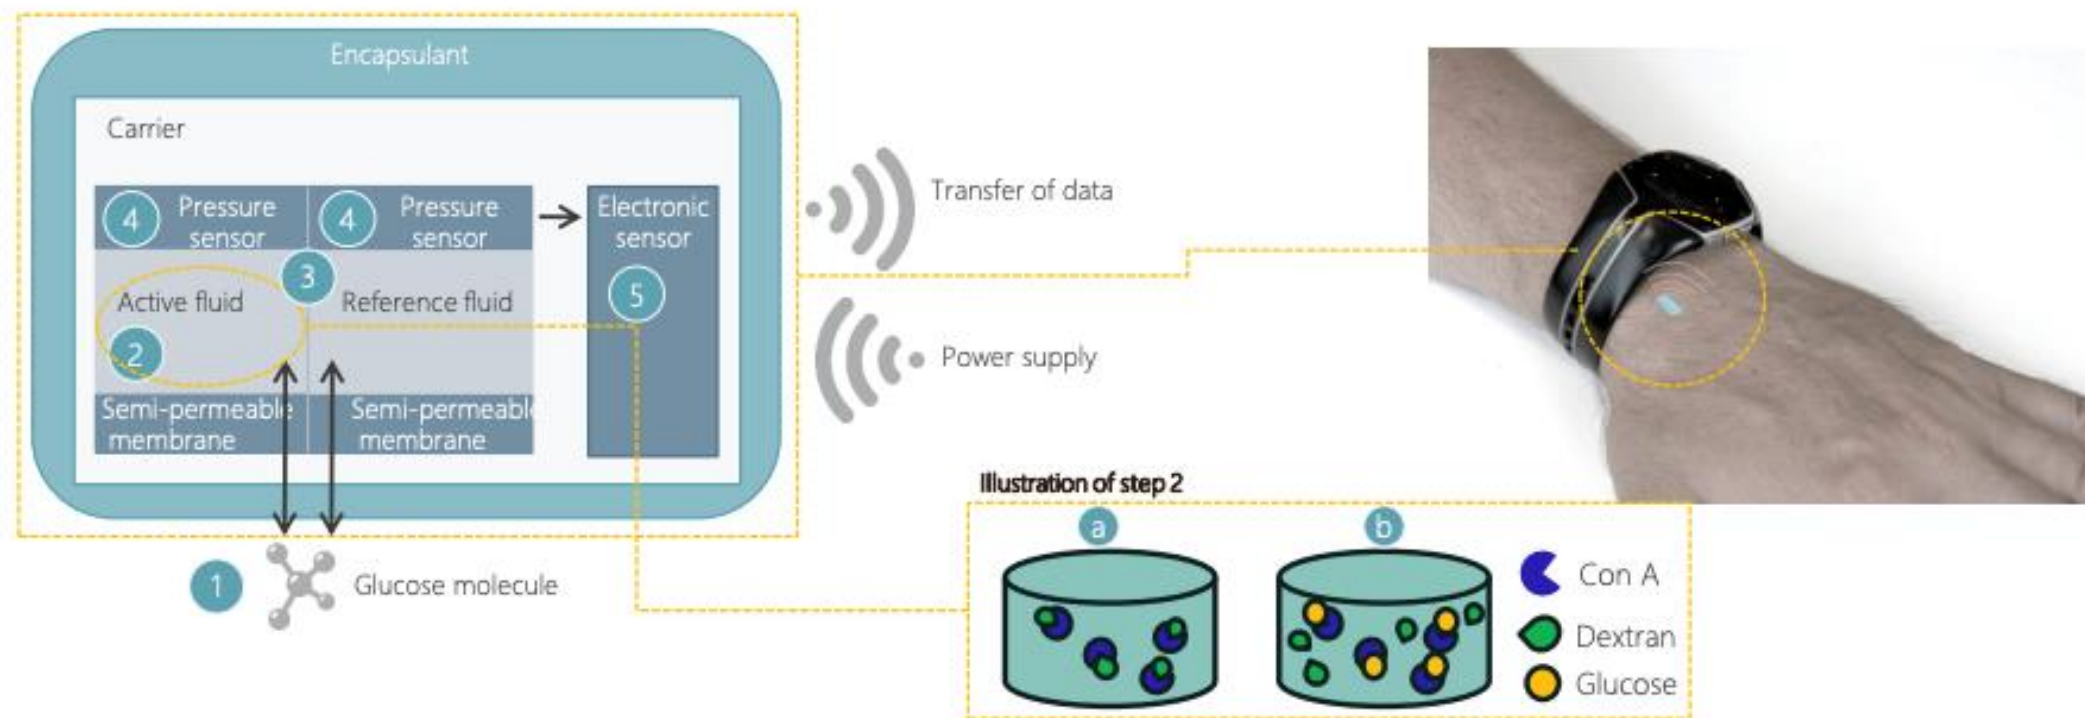 Encapsulant
Carrier
4 Pressure
sensor
4 Pressure
sensor
Electronic
sensor
3
5
Active fluid
Reference fluid
2
Semi-permeable
membrane
Semi-permeabl
membrane
1
Glucose molecule
Transfer of data
Power supply
Illustration of step 2
a
b
Con A
Dextran
Glucose